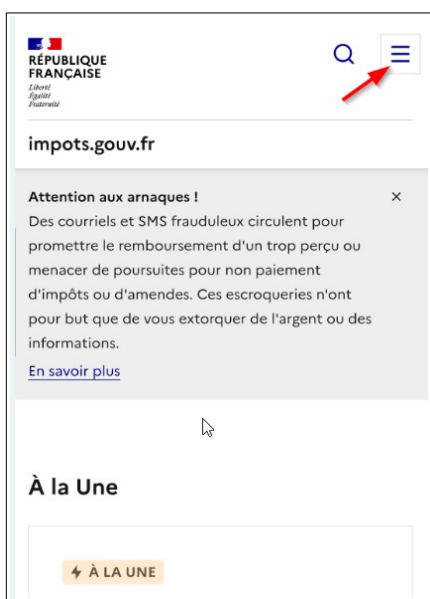 RÉPUBLIQUE
FRANÇAISE
Liberté
Égalité
Fraternité
impots.gouv.fr
Attention aux arnaques !
Des courriels et SMS frauduleux circulent pour
promettre le remboursement d'un trop perçu ou
menacer de poursuites pour non paiement
d'impôts ou d'amendes. Ces escroqueries n'ont
pour but que de vous extorquer de l'argent ou des
informations.
En savoir plus
À la Une
À LA UNE